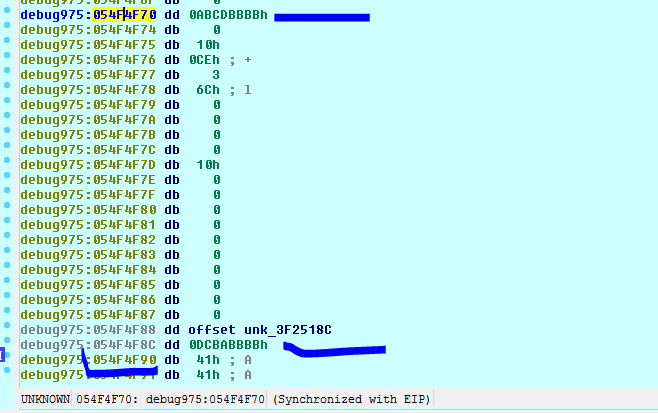 debug975:054F4F70 dd 0ABCDBBBBh
debug975:054F4F74 db 0
debug975:054F4F75 db 10h
debug975:054F4F76 db 0CEh ; +
debug975:054F4F77 db 3
debug975:054F4F78 db 6Ch ; l
debug975:054F4F79 db 0
debug975:054F4F7A db 0
debug975:054F4F7B db 0
debug975:054F4F7C db 0
debug975:054F4F7D db 10h
debug975:054F4F7E db 0
debug975:054F4F7F db 0
debug975:054F4F80 db 0
debug975:054F4F81 db 0
debug975:054F4F82 db 0
debug975:054F4F83 db 0
debug975:054F4F84 db 0
debug975:054F4F85 db 0
debug975:054F4F86 db 0
debug975:054F4F87 db 0
debug975:054F4F88 dd offset unk_3F2518C
debug975:054F4F8C dd 0DCBABBBBh
debug975:054F4F90 db 41h ; A
debug975:054F4F91 db 41h ; A
UNKNOWN 054F4F70: debug975:054F4F70 (Synchronized with EIP)